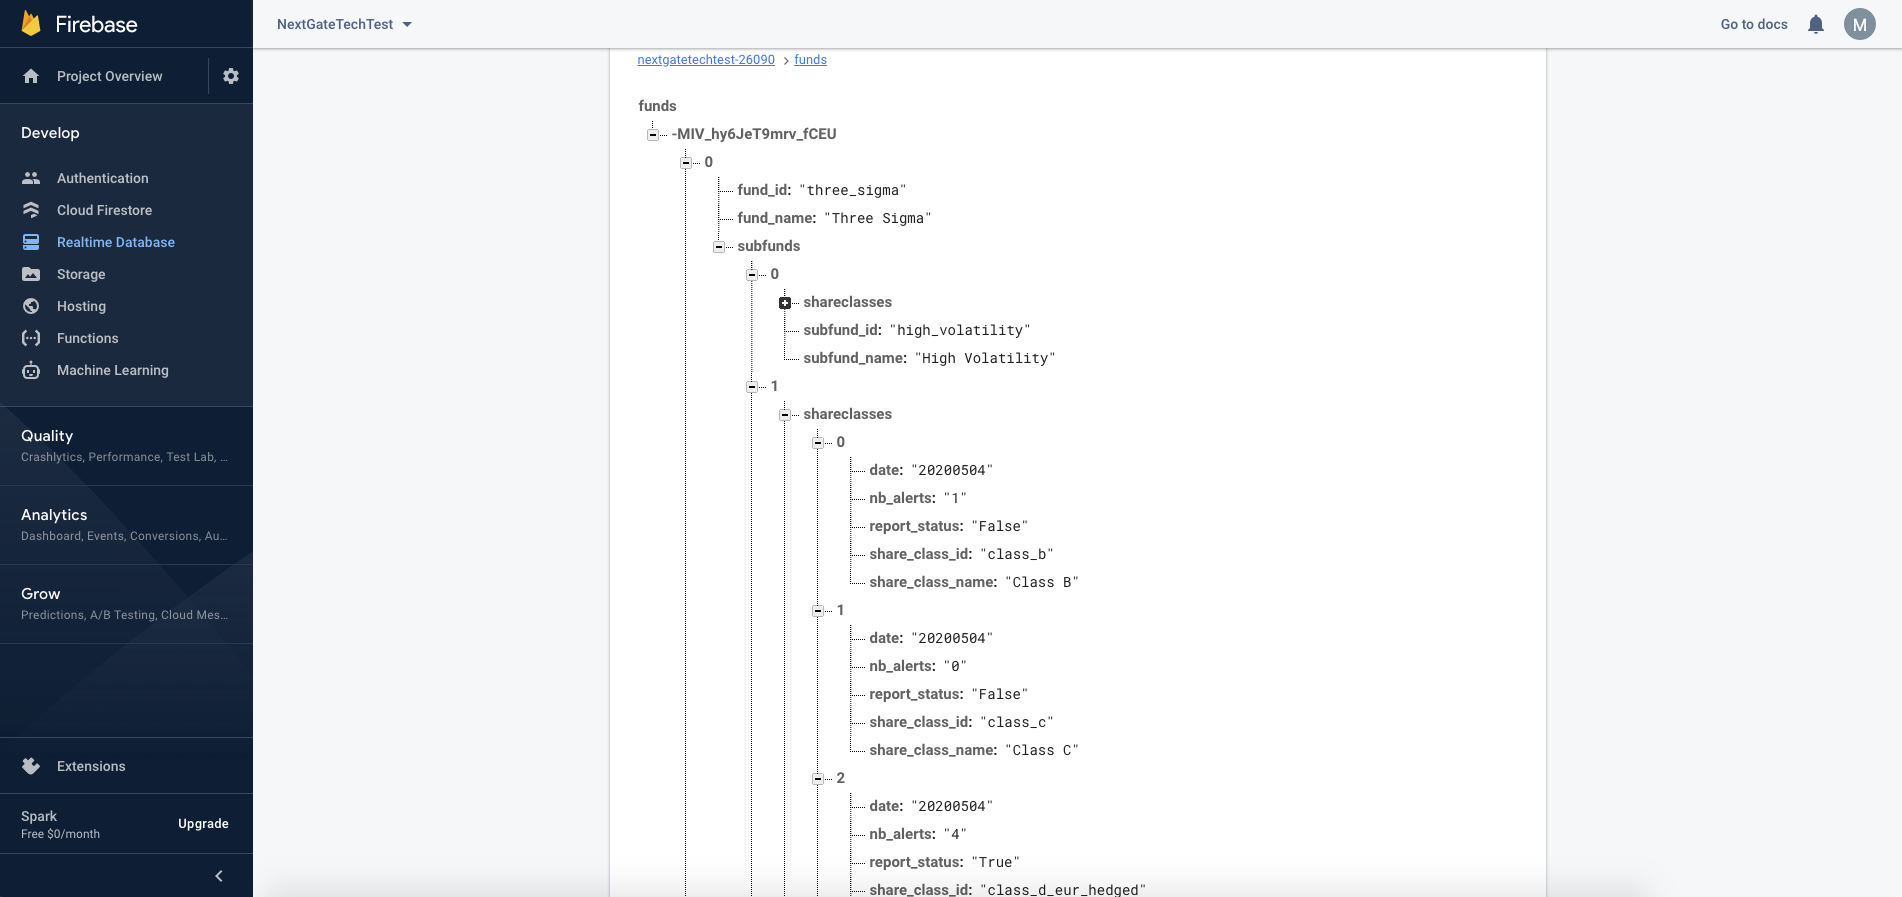 Firebase
Project Overview
Develop
Authentication
Cloud Firestore
Realtime Database
Storage
Hosting
Functions
Machine Learning
Quality
Crashlytics, Performance, Test Lab, ...
Analytics
Dashboard, Events, Conversions, Au...
Grow
Predictions, A/B Testing, Cloud Mes...
Extensions
Spark
Free $0/month
Upgrade
NextGateTechTest
Go to docs
M
nextgatetechtest-26090 > funds
funds
-MIV_hy6JeT9mrv_fCEU
0
fund_id: "three_sigma"
fund_name: "Three Sigma"
subfunds
0
shareclasses
subfund_id: "high_volatility"
subfund_name: "High Volatility"
1
shareclasses
0
date: "20200504"
nb_alerts: "1"
report_status: "False"
share_class_id: "class_b"
share_class_name: "Class B"
1
date: "20200504"
nb_alerts: "0"
report_status: "False"
share_class_id: "class_c"
share_class_name: "Class C"
2
date: "20200504"
nb_alerts: "4"
report_status: "True"
share_class_id: "class_d_eur_hedged"